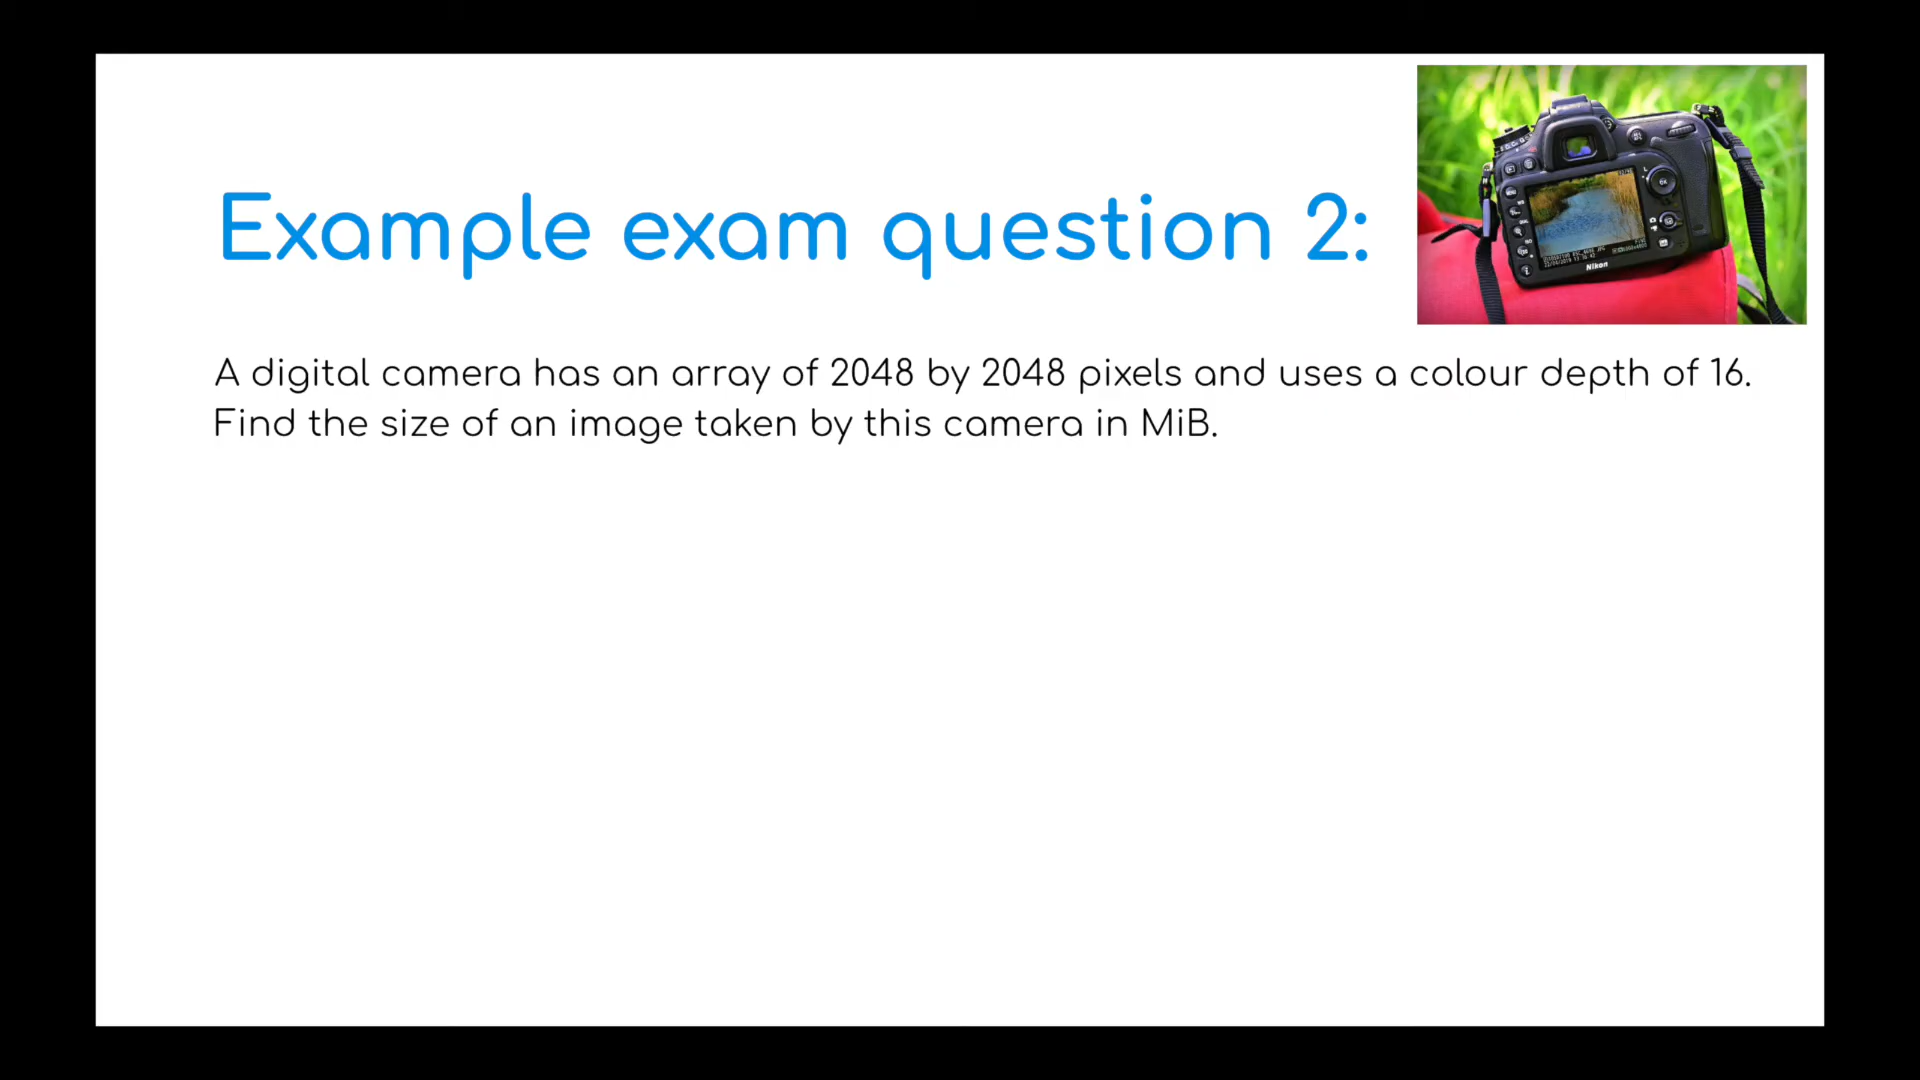 Example exam question 2:
Nikon
A digital camera has an array of 2048 by 2048 pixels and uses a colour depth of 16.
Find the size of an image taken by this camera in MiB.